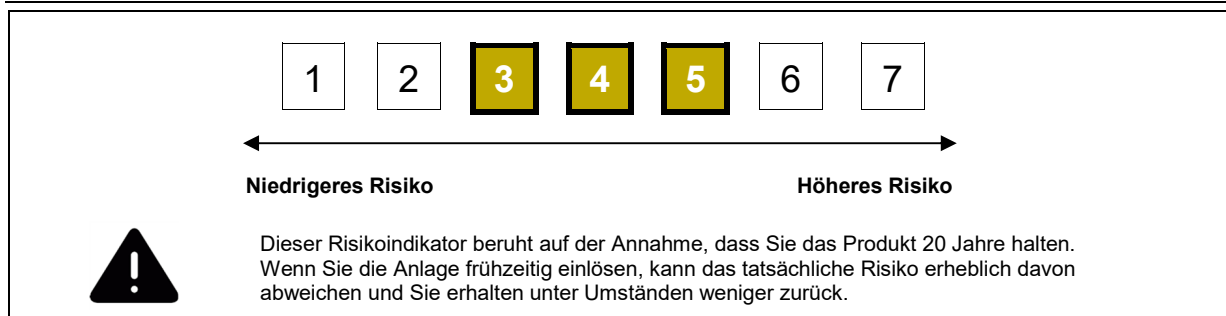 1 2 3 4 5 6 7
Niedrigeres Risiko Höheres Risiko
Dieser Risikoindikator beruht auf der Annahme, dass Sie das Produkt 20 Jahre halten.
Wenn Sie die Anlage frühzeitig einlösen, kann das tatsächliche Risiko erheblich davon
abweichen und Sie erhalten unter Umständen weniger zurück.